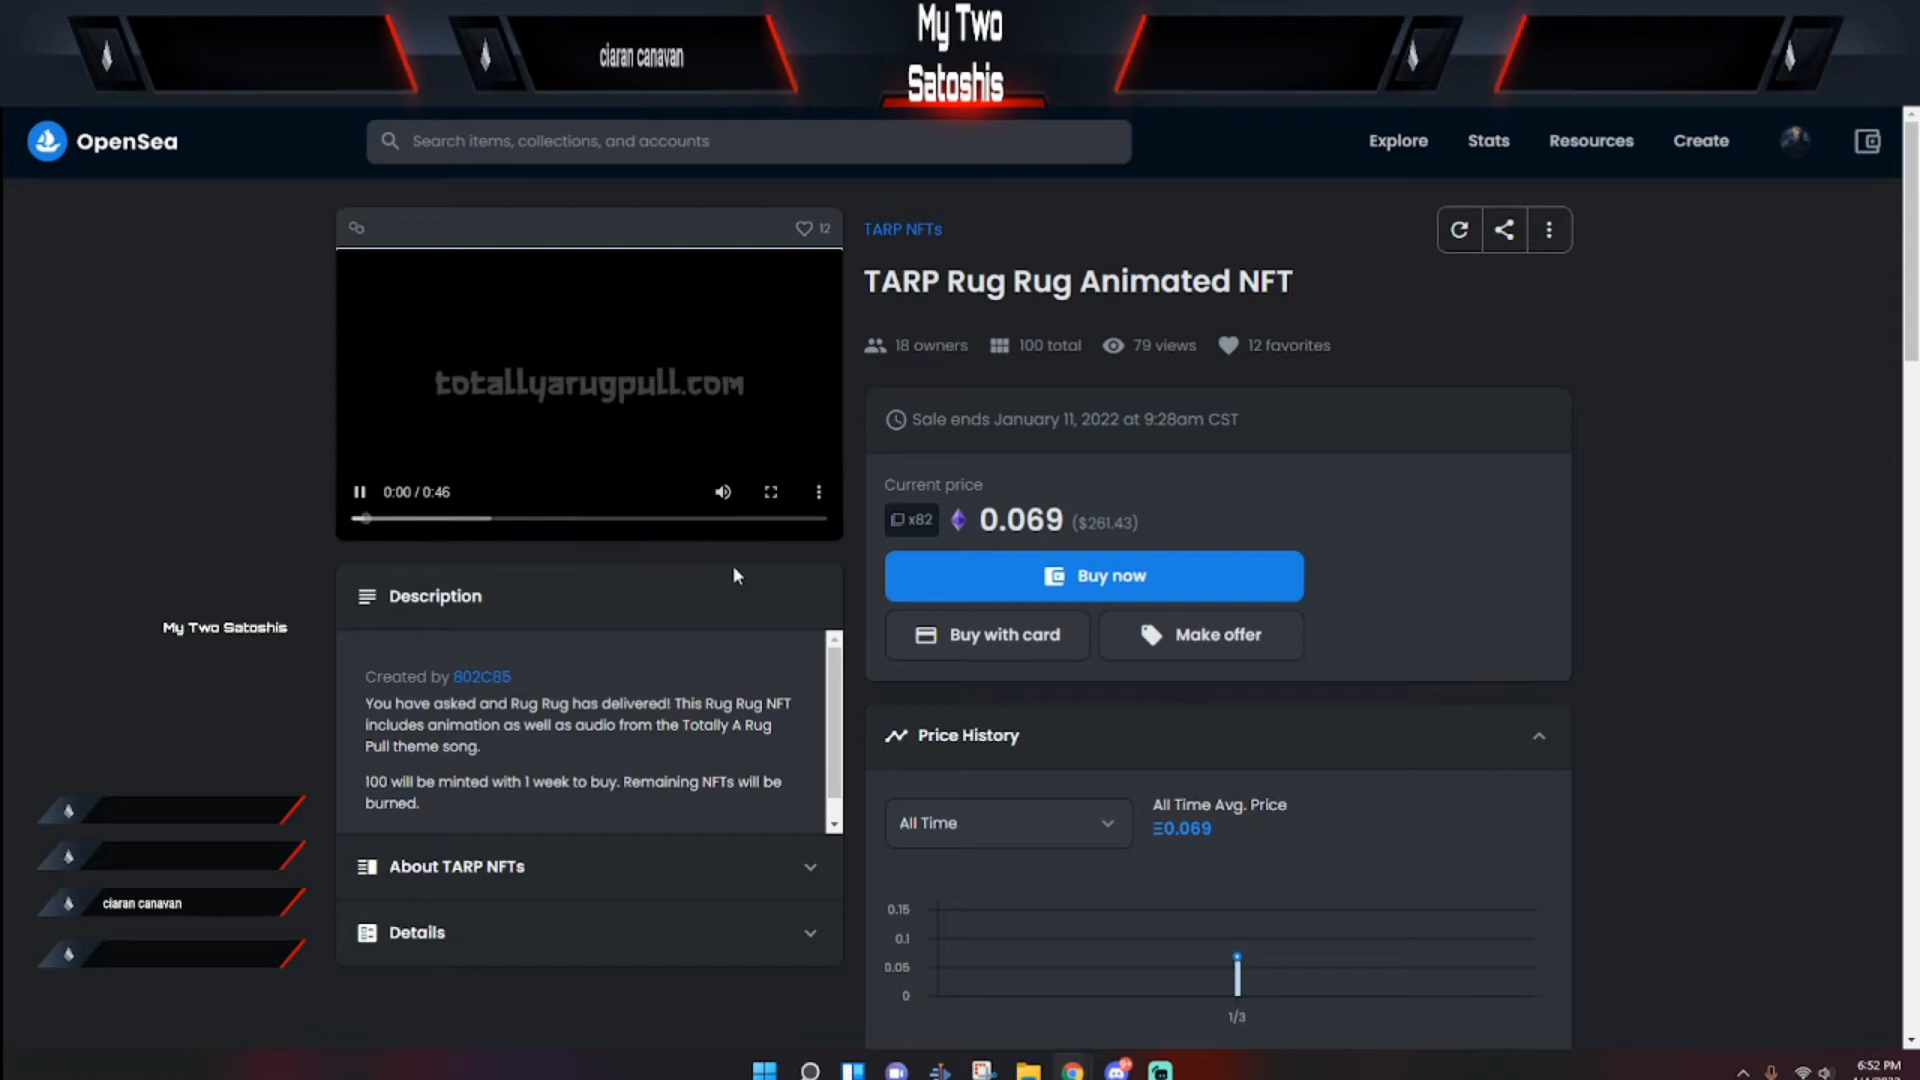 My Two
Satoshis
ciaran canavan
OpenSea
Search items, collections, and accounts
Explore
Stats
Resources
Create
12
totallyarugpull.com
0:00 / 0:46
TARP NFTs
TARP Rug Rug Animated NFT
18 owners
100 total
79 views
12 favorites
Sale ends January 11, 2022 at 9:28am CST
Current price
x82
0.069 ($261.43)
Buy now
Buy with card
Make offer
Description
Created by 802C85
You have asked and Rug Rug has delivered! This Rug Rug NFT
includes animation as well as audio from the Totally A Rug
Pull theme song.
100 will be minted with 1 week to buy. Remaining NFTs will be
burned.
About TARP NFTs
Details
Price History
All Time
All Time Avg. Price
Ξ0.069
0.15
0.1
0.05
0
1/3
My Two Satoshis
ciaran canavan
6:52 PM